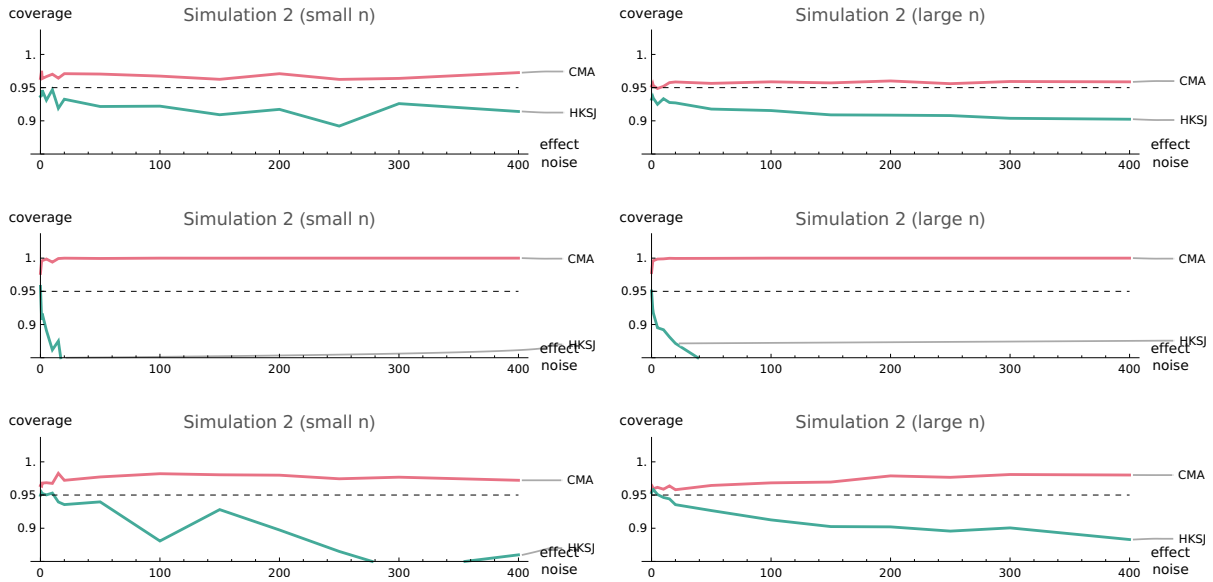 coverage
Simulation 2 (small n)
1.
0.95
0.9
CMA
HKSJ
0 100 200 300 400
effect
noise
coverage
Simulation 2 (large n)
1.
0.95
0.9
CMA
HKSJ
0 100 200 300 400
effect
noise
coverage
Simulation 2 (small n)
1.
0.95
0.9
CMA
HKSJ
0 100 200 300 400
effect
noise
coverage
Simulation 2 (large n)
1.
0.95
0.9
CMA
HKSJ
0 100 200 300 400
effect
noise
coverage
Simulation 2 (small n)
1.
0.95
0.9
CMA
HKSJ
0 100 200 300 400
effect
noise
coverage
Simulation 2 (large n)
1.
0.95
0.9
CMA
HKSJ
0 100 200 300 400
effect
noise